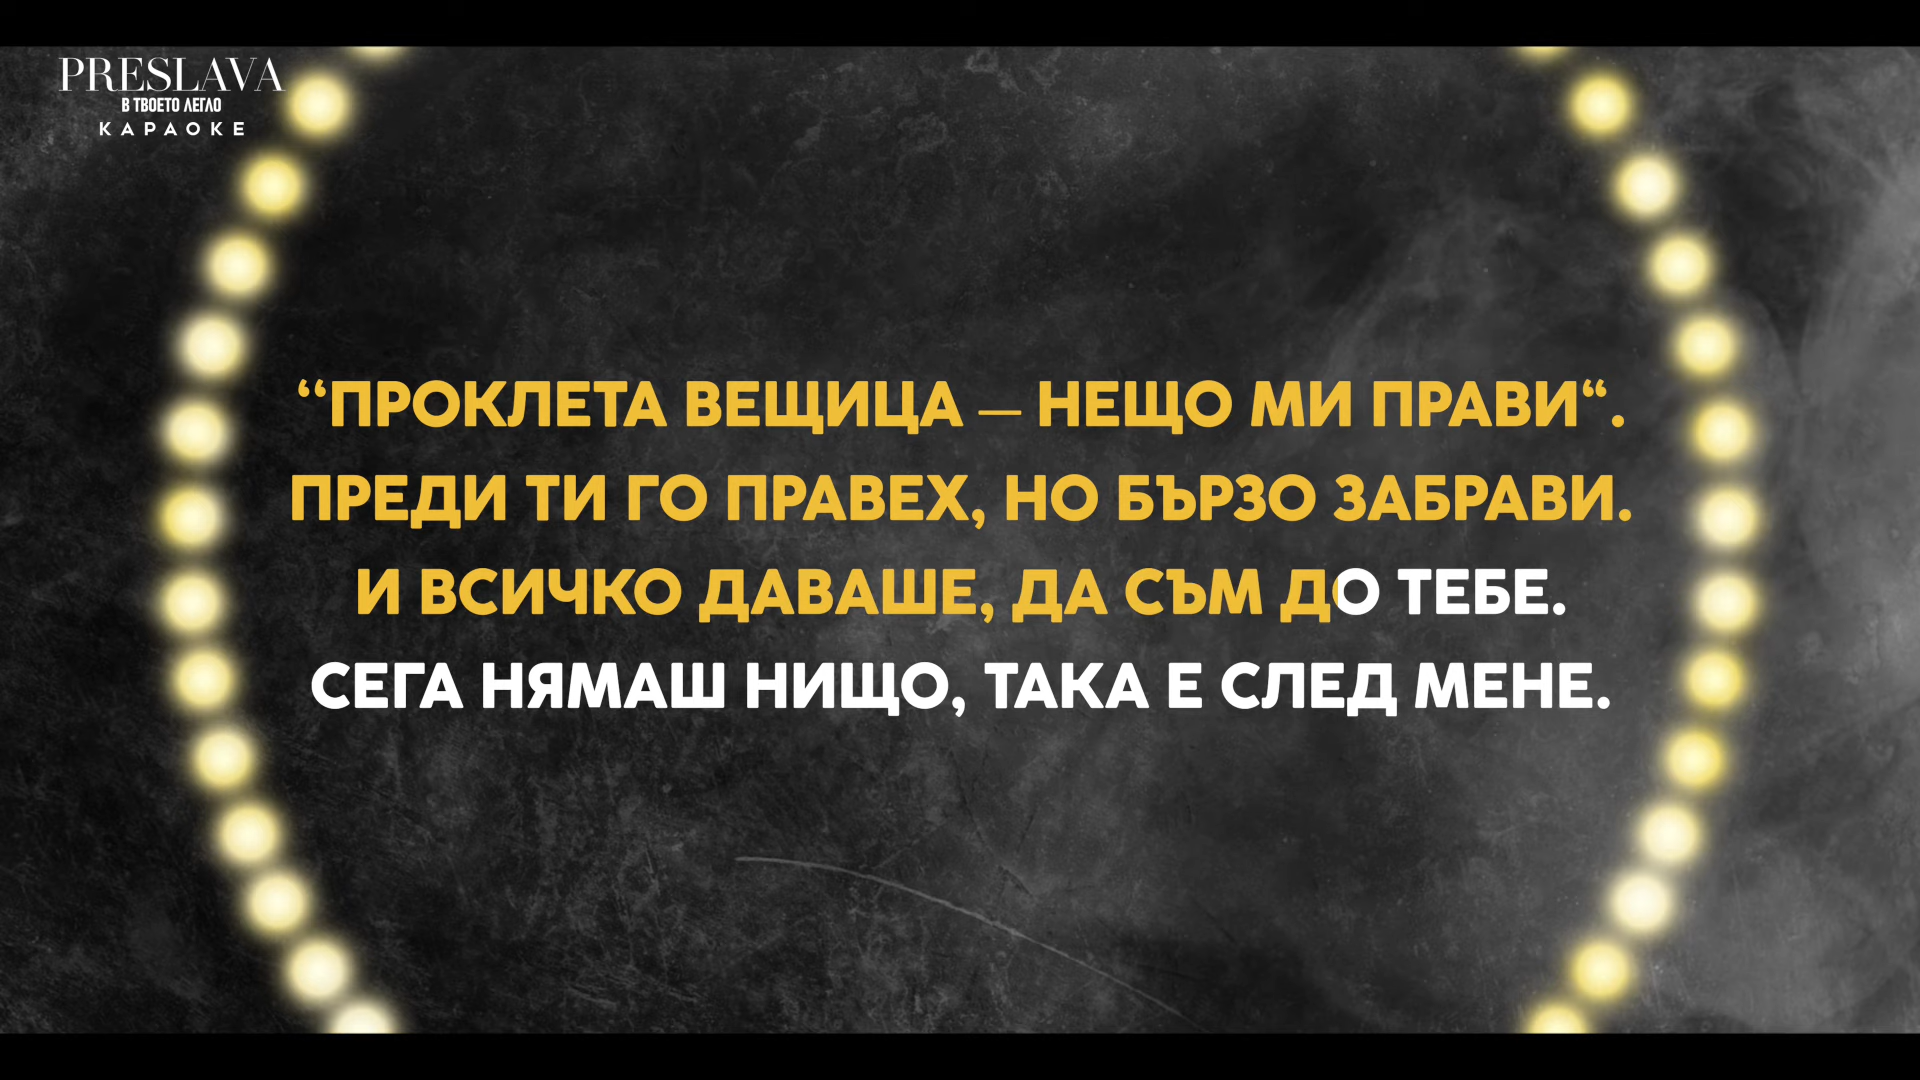 PRESLAVA
В ТВОЕТО ЛЕГЛО
КАРАОКЕ
“ПРОКЛЕТА ВЕЩИЦА — НЕЩО МИ ПРАВИ“.
ПРЕДИ ТИ ГО ПРАВЕХ, НО БЪРЗО ЗАБРАВИ.
И ВСИЧКО ДАВАШЕ, ДА СЪМ ДО ТЕБЕ.
СЕГА НЯМАШ НИЩО, ТАКА Е СЛЕД МЕНЕ.